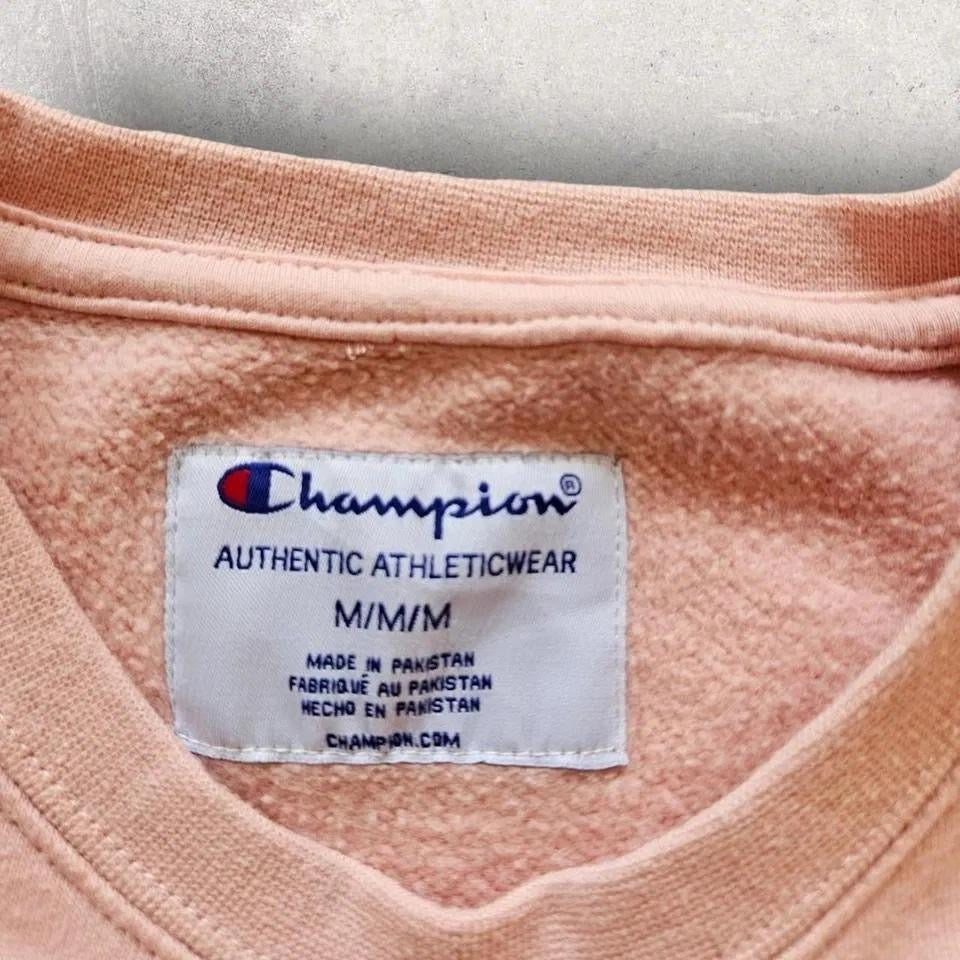 Champion®
AUTHENTIC ATHLETICWEAR
M/M/M
MADE IN PAKISTAN
FABRIQUÉ AU PAKISTAN
HECHO EN PAKISTAN
CHAMPION.COM